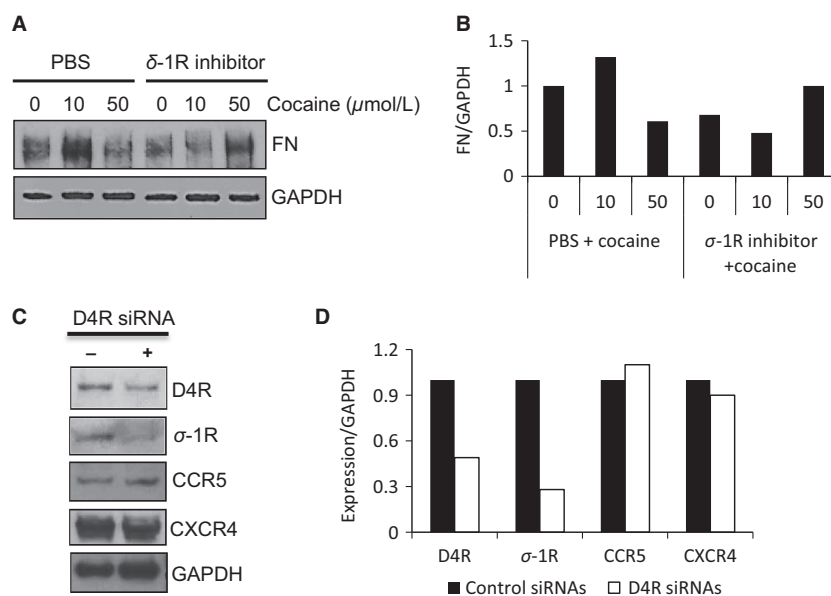 A
PBS δ-1R inhibitor
0 10 50 0 10 50 Cocaine (μmol/L)
FN
GAPDH
B
FN/GAPDH
1.5
1
0.5
0
0 10 50 0 10 50
PBS + cocaine σ-1R inhibitor
+cocaine
C
D4R siRNA
– +
D4R
σ-1R
CCR5
CXCR4
GAPDH
D
Expression/GAPDH
1.2
0.9
0.6
0.3
0
D4R σ-1R CCR5 CXCR4
Control siRNAs D4R siRNAs